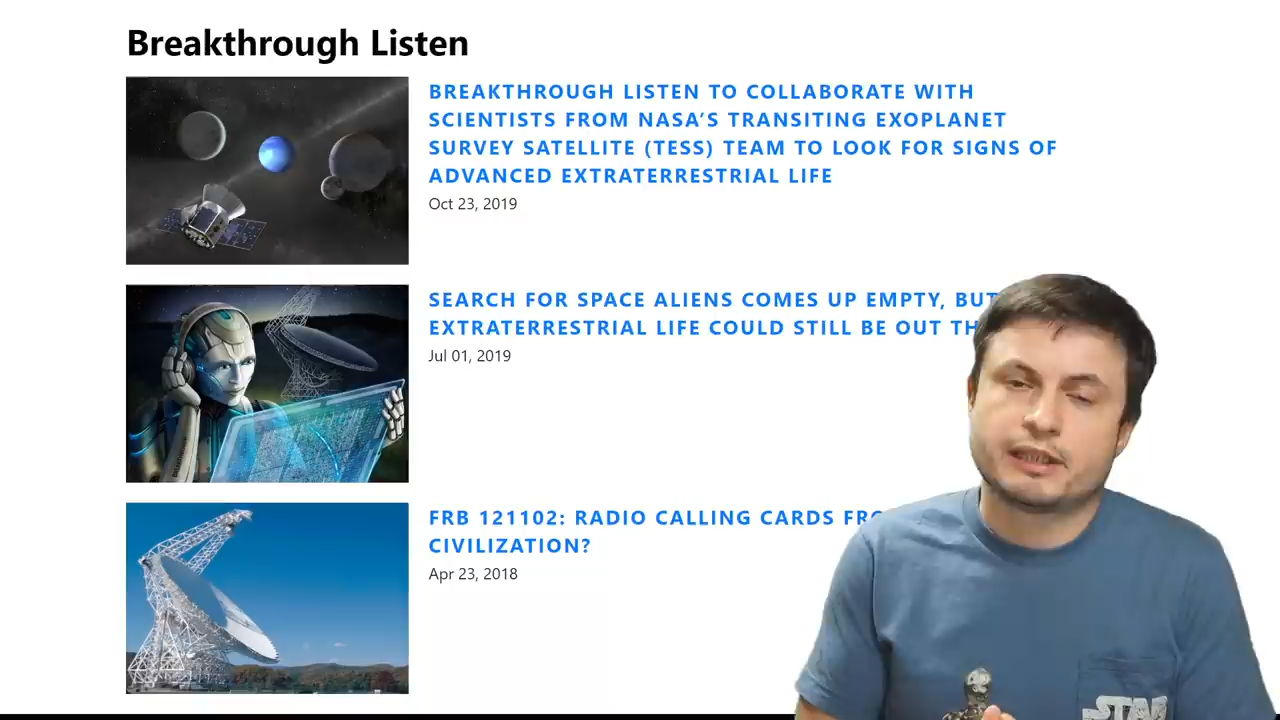 Breakthrough Listen
BREAKTHROUGH LISTEN TO COLLABORATE WITH
SCIENTISTS FROM NASA'S TRANSITING EXOPLANET
SURVEY SATELLITE (TESS) TEAM TO LOOK FOR SIGNS OF
ADVANCED EXTRATERRESTRIAL LIFE
Oct 23, 2019
SEARCH FOR SPACE ALIENS COMES UP EMPTY, BUT
EXTRATERRESTRIAL LIFE COULD STILL BE OUT
Jul 01, 2019
FRB 121102: RADIO CALLING CARDS
CIVILIZATION?
Apr 23, 2018